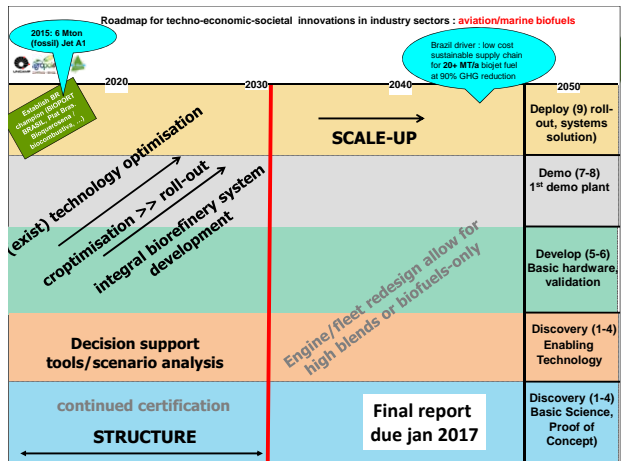 Roadmap for techno-economic-societal innovations in industry sectors : aviation/marine biofuels
2015: 6 Mton
(fossil) Jet A1
Brazil driver : low cost
sustainable supply chain
for 20+ MT/a biojet fuel
at 90% GHG reduction
2020
2030
2040
2050
Establish BR
champion (BIOPORT
BRASIL, Plat Bras.
Bioquerosena /
biocombustiva, ...)
(exist) technology optimisation
croptimisation >> roll-out
integral biorefinery system
development
SCALE-UP
Deploy (9) roll-
out, systems
solution)
Demo (7-8)
1st demo plant
Engine/fleet redesign allow for
high blends or biofuels-only
Develop (5-6)
Basic hardware,
validation
Decision support
tools/scenario analysis
Discovery (1-4)
Enabling
Technology
continued certification
STRUCTURE
Final report
due jan 2017
Discovery (1-4)
Basic Science,
Proof of
Concept)